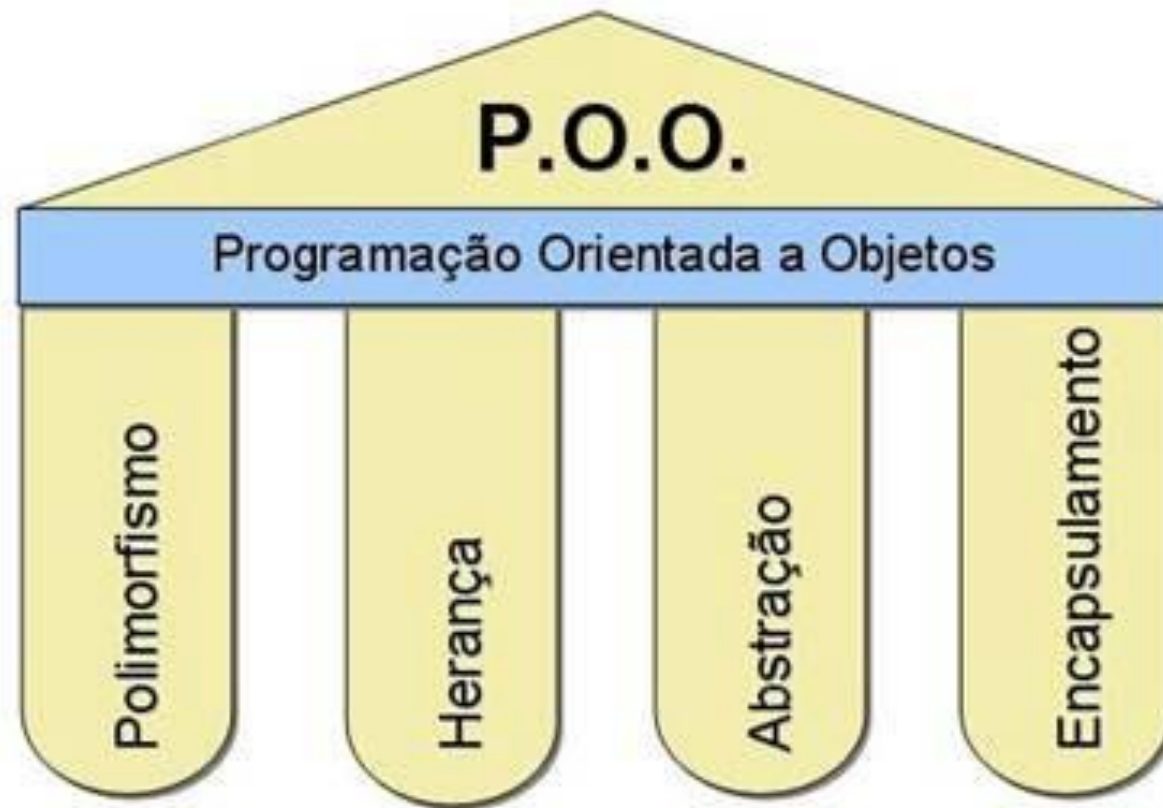 P.O.O.
Programação Orientada a Objetos
Polimorfismo
Herança
Abstração
Encapsulamento